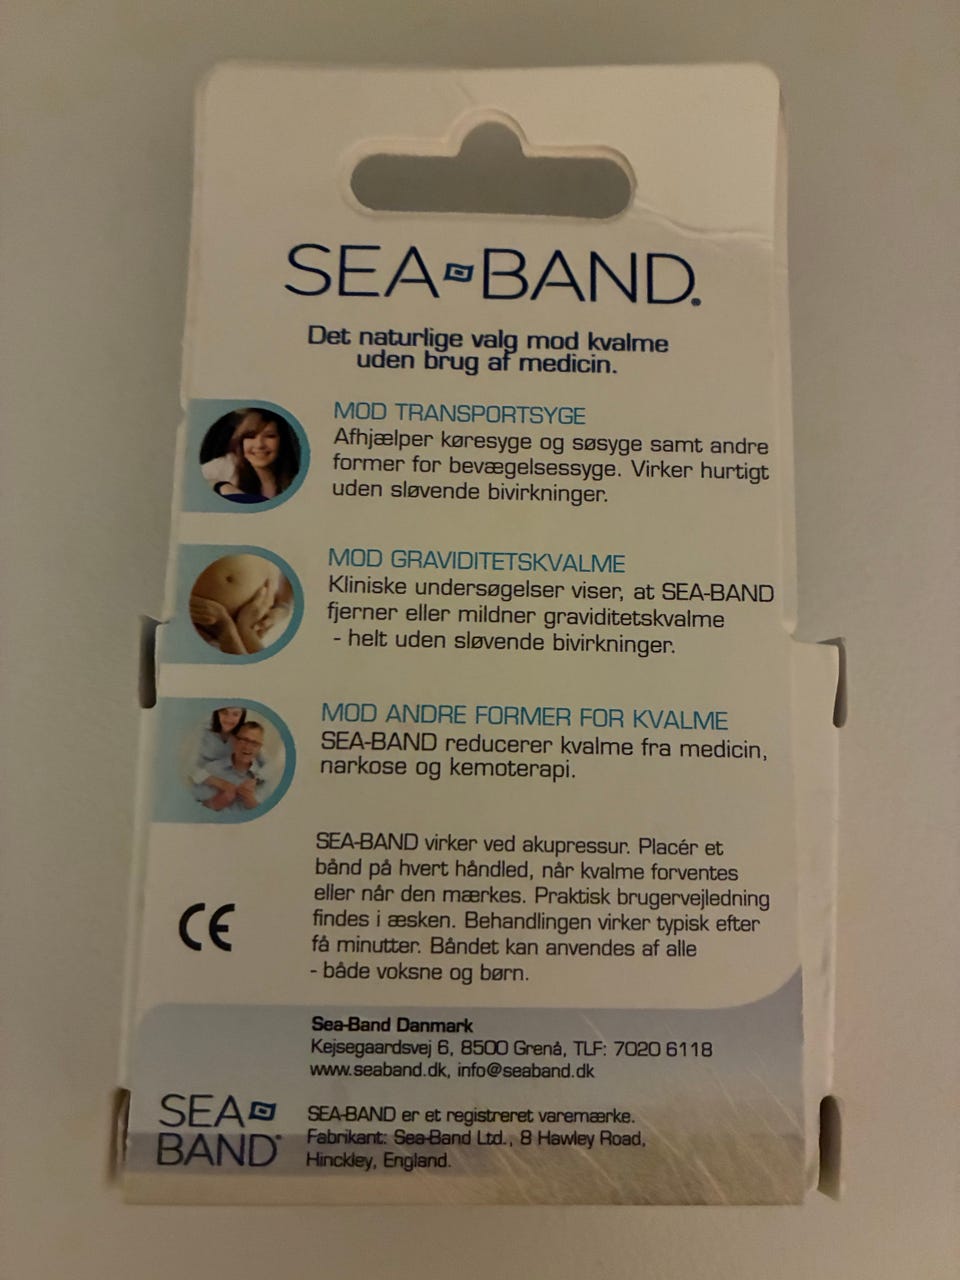 SEA-BAND®
Det naturlige valg mod kvalme
uden brug af medicin.
MOD TRANSPORTSYGE
Afhjælper køresyge og søsyge samt andre
former for bevægelsessyge. Virker hurtigt
uden sløvende bivirkninger.
MOD GRAVIDITETSKVALME
Kliniske undersøgelser viser, at SEA-BAND
fjerner eller mildner graviditetskvalme
- helt uden sløvende bivirkninger.
MOD ANDRE FORMER FOR KVALME
SEA-BAND reducerer kvalme fra medicin,
narkose og kemoterapi.
SEA-BAND virker ved akupressur. Placér et
bånd på hvert håndled, når kvalme forventes
eller når den mærkes. Praktisk brugervejledning
findes i æsken. Behandlingen virker typisk efter
få minutter. Båndet kan anvendes af alle
- både voksne og børn.
CE
Sea-Band Danmark
Kejsegaardsvej 6, 8500 Grenå, TLF: 7020 6118
www.seaband.dk, info@seaband.dk
SEA
BAND®
SEA-BAND er et registreret varemærke.
Fabrikant: Sea-Band Ltd., 8 Hawley Road,
Hinckley, England.